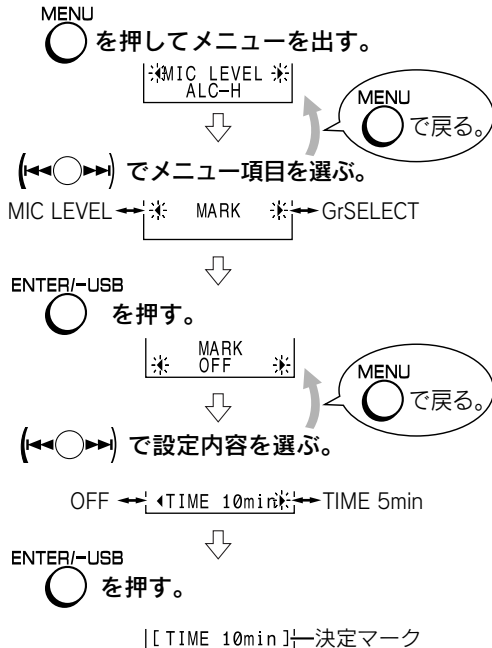 MENU
を押してメニューを出す。
MIC LEVEL
ALC-H
MENU
で戻る。
でメニュー項目を選ぶ。
MIC LEVEL MARK GrSELECT
ENTER/-USB
を押す。
MARK
OFF
MENU
で戻る。
で設定内容を選ぶ。
OFF TIME 10min TIME 5min
ENTER/-USB
を押す。
[TIME 10min] 決定マーク